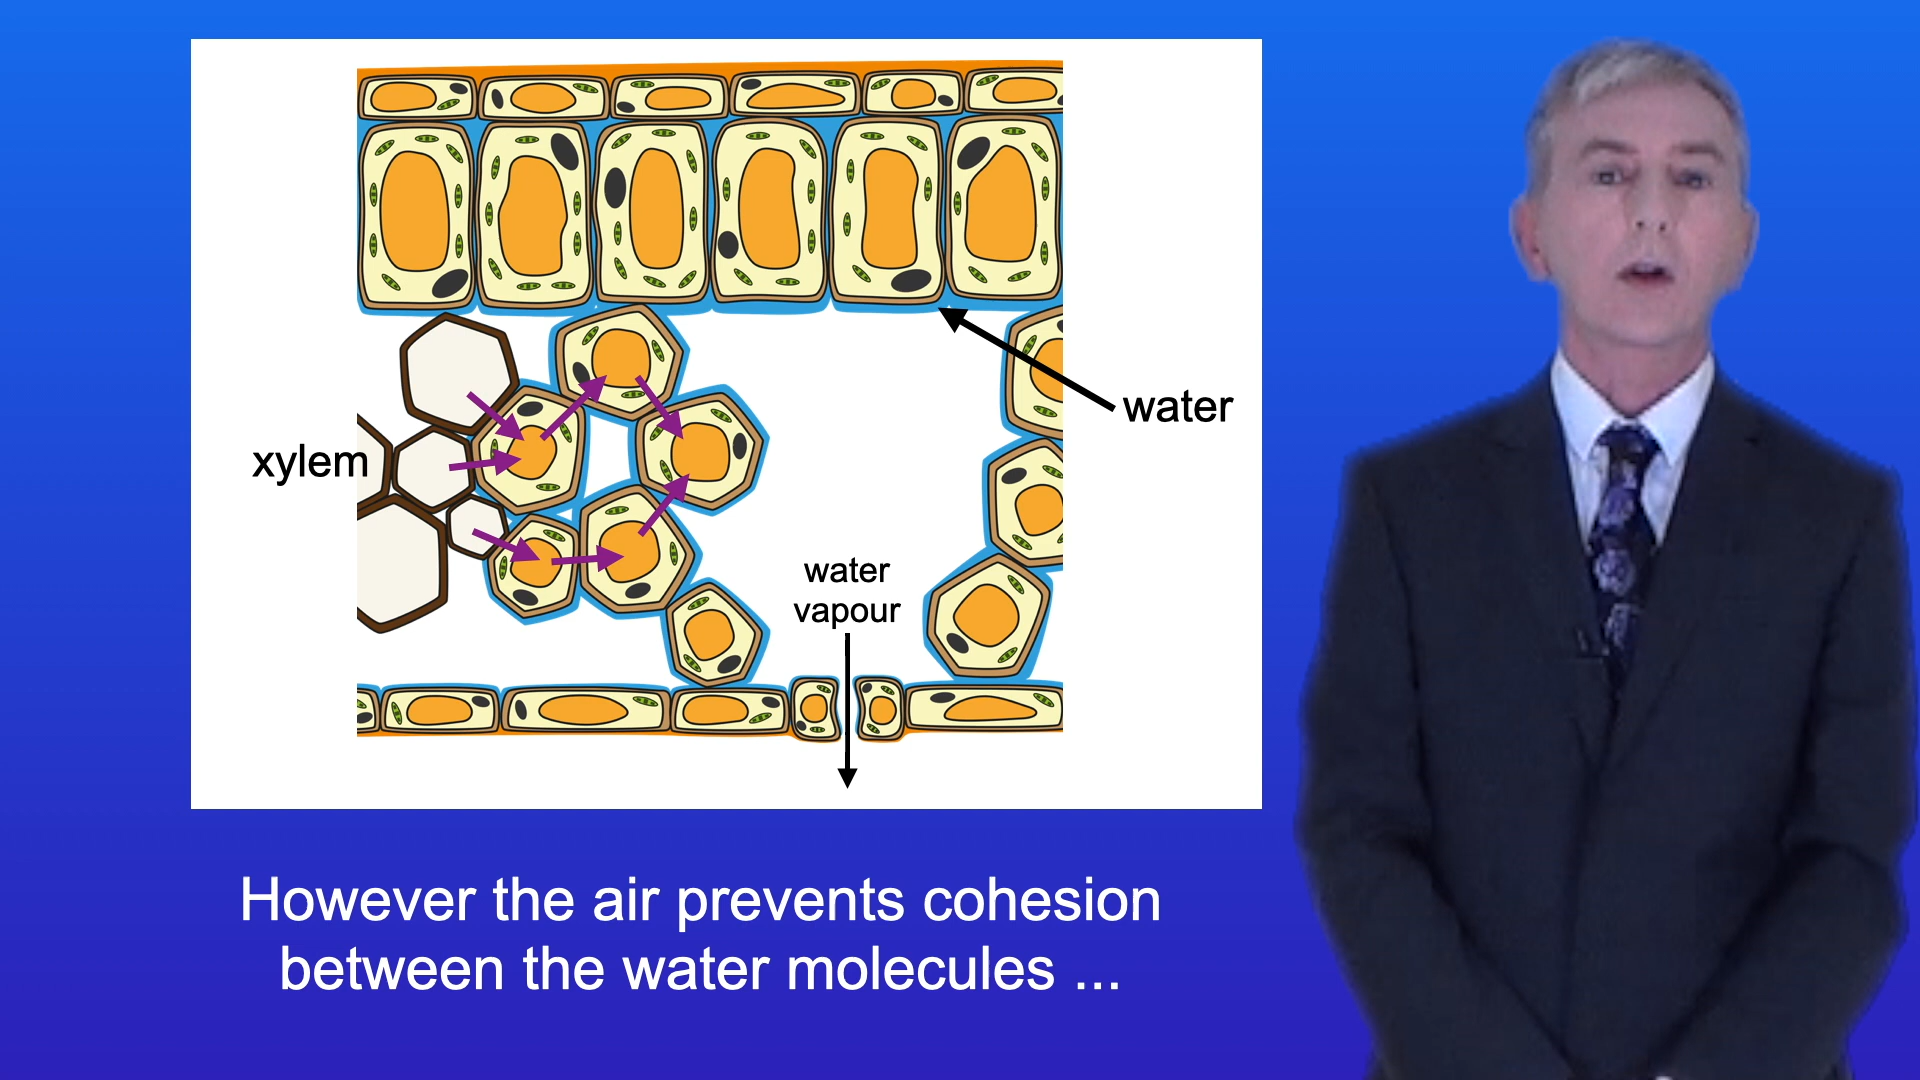 xylem
water
water
vapour
However the air prevents cohesion
between the water molecules ...